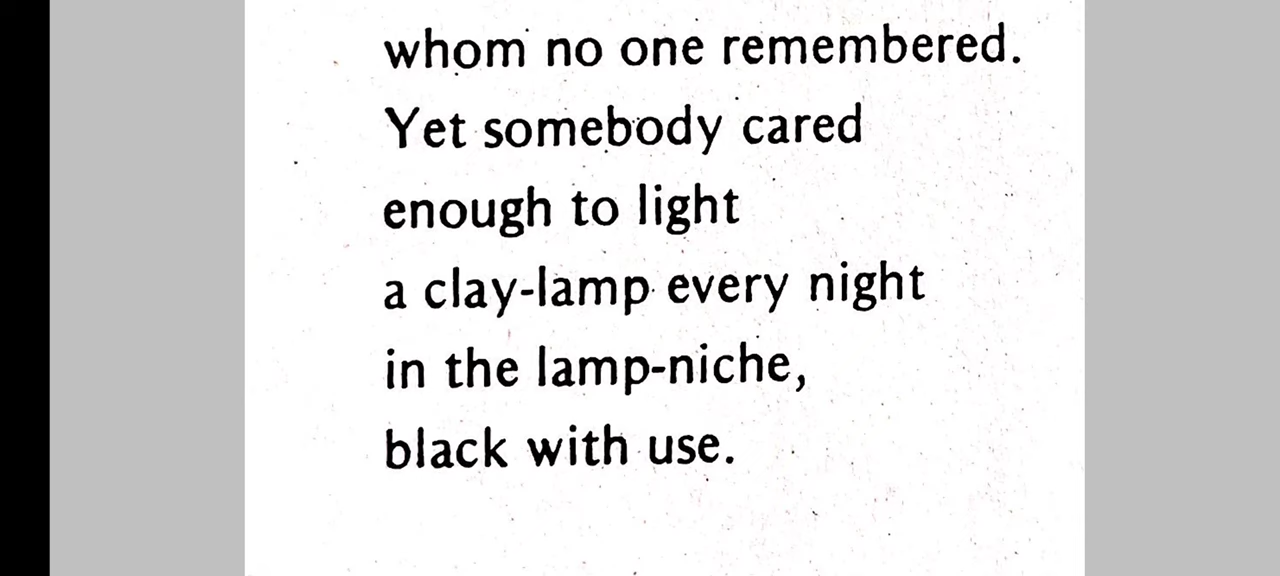 whom no one remembered.
Yet somebody cared
enough to light
a clay-lamp every night
in the lamp-niche,
black with use.